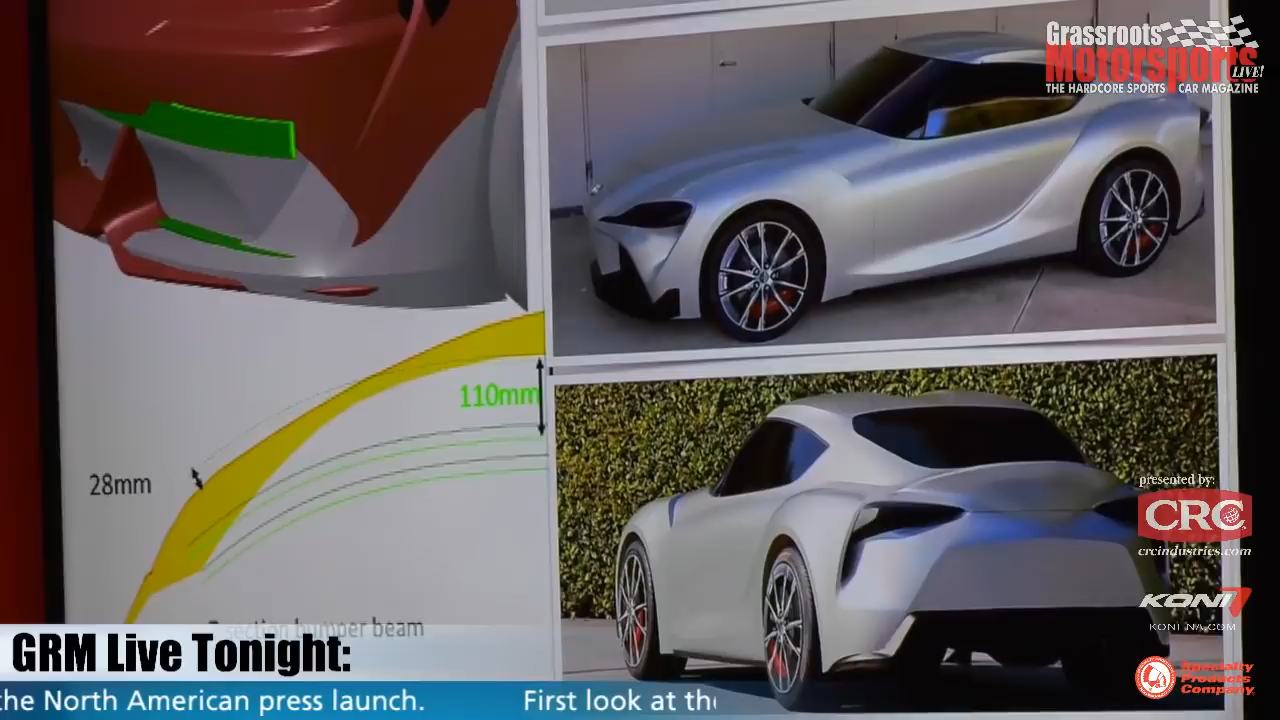 Grassroots
Motorsports
LIVE!
THE HARDCORE SPORTS CAR MAGAZINE
110mm
28mm
section bumper beam
presented by:
CRC
crcindustries.com
KONI
KONI-NA.COM
Specialty
Products
Company
GRM Live Tonight:
the North American press launch. First look at the